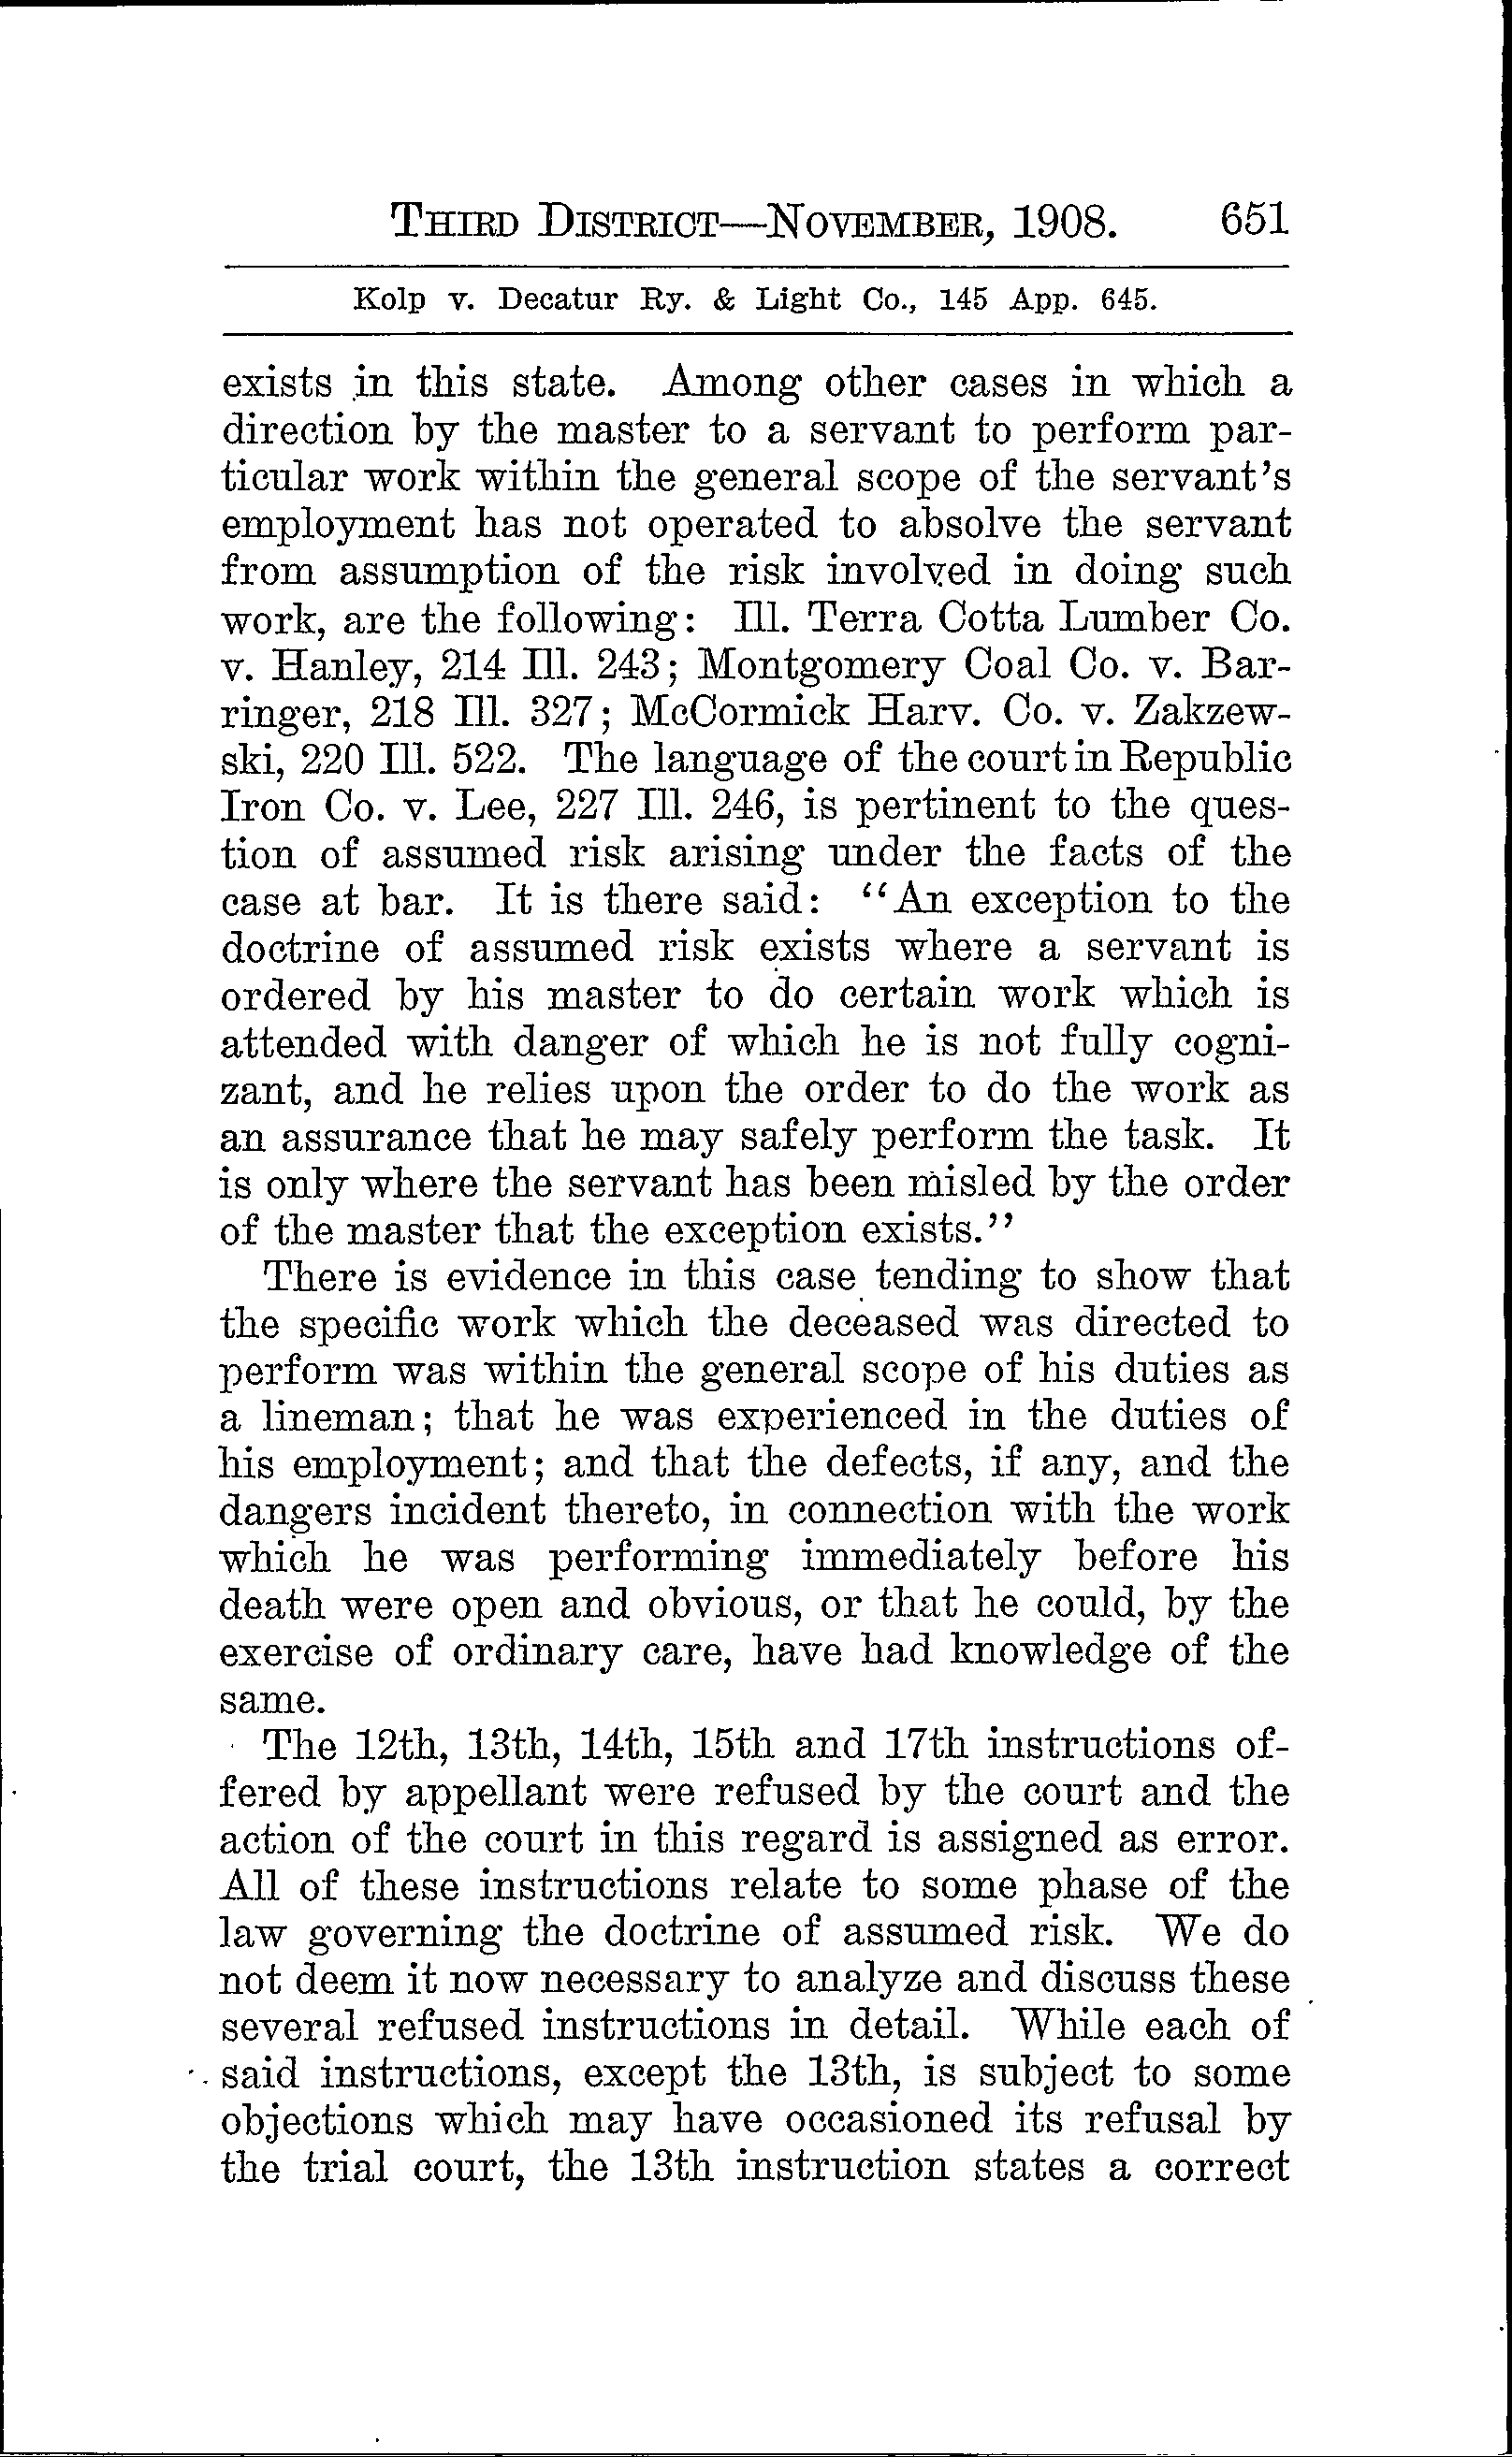 THIRD DISTRICT—NOVEMBER, 1908. 651
Kolp v. Decatur Ry. & Light Co., 145 App. 645.
exists in this state. Among other cases in which a
direction by the master to a servant to perform par-
ticular work within the general scope of the servant's
employment has not operated to absolve the servant
from assumption of the risk involved in doing such
work, are the following: Ill. Terra Cotta Lumber Co.
v. Hanley, 214 Ill. 243; Montgomery Coal Co. v. Bar-
ringer, 218 Ill. 327; McCormick Harv. Co. v. Zakzew-
ski, 220 Ill. 522. The language of the court in Republic
Iron Co. v. Lee, 227 Ill. 246, is pertinent to the ques-
tion of assumed risk arising under the facts of the
case at bar. It is there said: "An exception to the
doctrine of assumed risk exists where a servant is
ordered by his master to do certain work which is
attended with danger of which he is not fully cogni-
zant, and he relies upon the order to do the work as
an assurance that he may safely perform the task. It
is only where the servant has been misled by the order
of the master that the exception exists."
There is evidence in this case tending to show that
the specific work which the deceased was directed to
perform was within the general scope of his duties as
a lineman; that he was experienced in the duties of
his employment; and that the defects, if any, and the
dangers incident thereto, in connection with the work
which he was performing immediately before his
death were open and obvious, or that he could, by the
exercise of ordinary care, have had knowledge of the
same.
The 12th, 13th, 14th, 15th and 17th instructions of-
fered by appellant were refused by the court and the
action of the court in this regard is assigned as error.
All of these instructions relate to some phase of the
law governing the doctrine of assumed risk. We do
not deem it now necessary to analyze and discuss these
several refused instructions in detail. While each of
said instructions, except the 13th, is subject to some
objections which may have occasioned its refusal by
the trial court, the 13th instruction states a correct